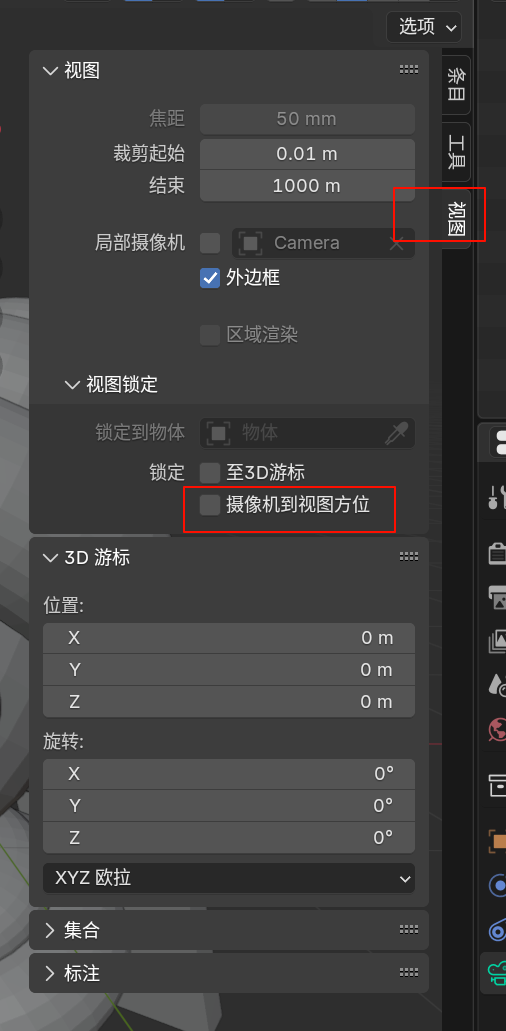 选项
视图
焦距 50 mm
裁剪起始 0.01 m
结束 1000 m
局部摄像机 Camera
外边框
区域渲染
视图锁定
锁定到物体 物体
锁定 至3D游标
摄像机到视图方位
3D 游标
位置:
X 0 m
Y 0 m
Z 0 m
旋转:
X 0°
Y 0°
Z 0°
XYZ 欧拉
集合
标注
条目
工具
视图